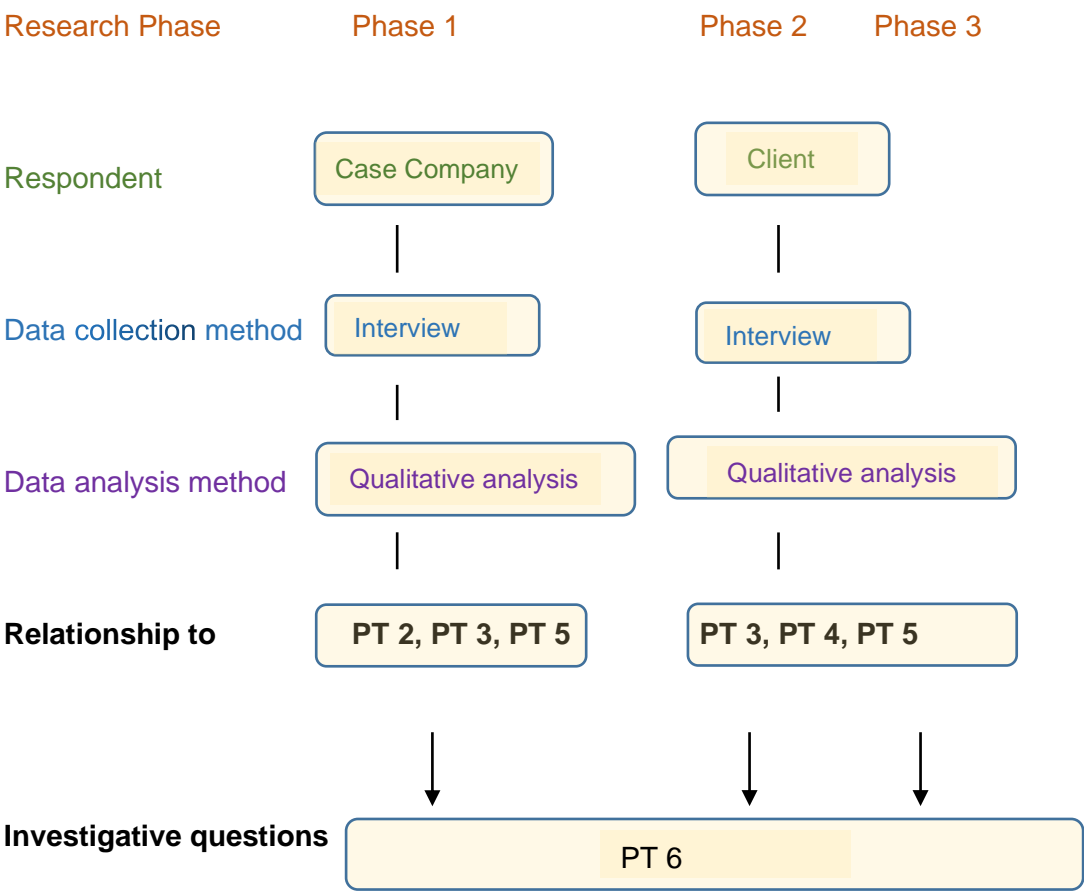 Research Phase Phase 1 Phase 2 Phase 3
Respondent Case Company Client
Data collection method Interview Interview
Data analysis method Qualitative analysis Qualitative analysis
Relationship to PT 2, PT 3, PT 5 PT 3, PT 4, PT 5
Investigative questions PT 6